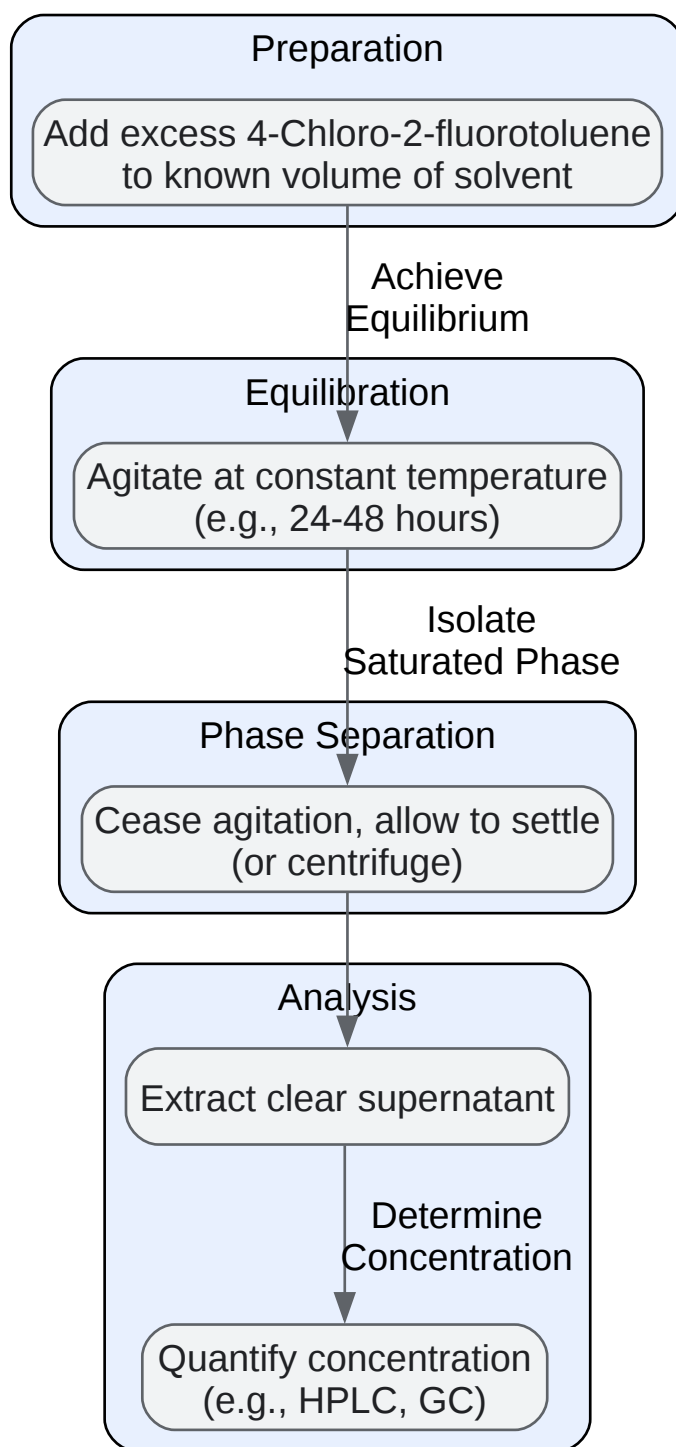 Preparation
Add excess 4-Chloro-2-fluorotoluene
to known volume of solvent
Achieve
Equilibrium
Equilibration
Agitate at constant temperature
(e.g., 24-48 hours)
Isolate
Saturated Phase
Phase Separation
Cease agitation, allow to settle
(or centrifuge)
Analysis
Extract clear supernatant
Determine
Concentration
Quantify concentration
(e.g., HPLC, GC)